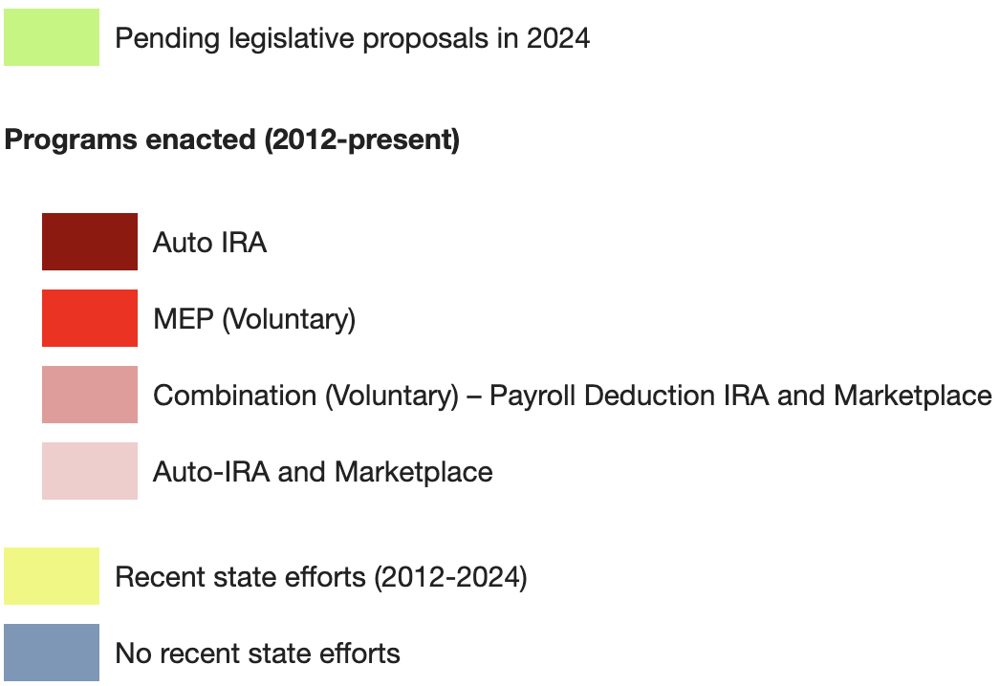 Pending legislative proposals in 2024
Programs enacted (2012-present)
Auto IRA
MEP (Voluntary)
Combination (Voluntary) – Payroll Deduction IRA and Marketplace
Auto-IRA and Marketplace
Recent state efforts (2012-2024)
No recent state efforts